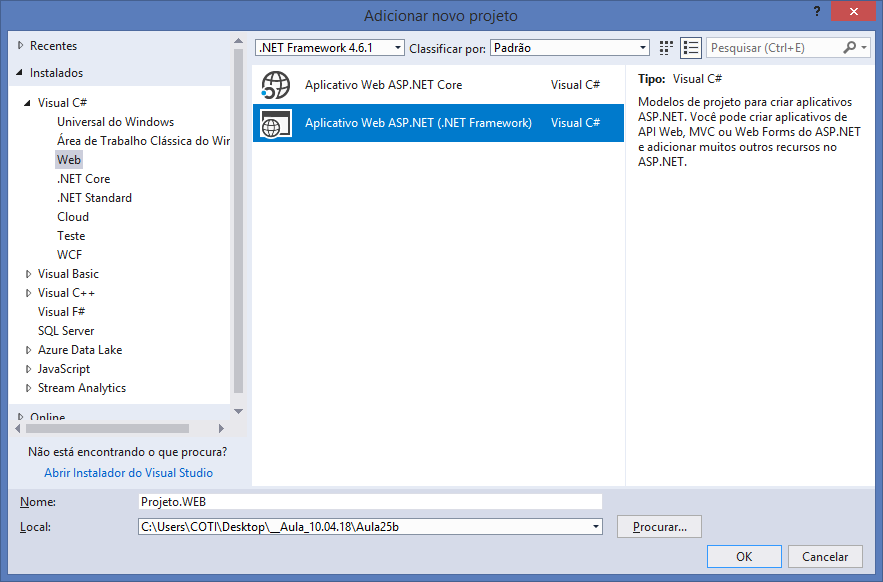 Adicionar novo projeto
?
Recentes
Instalados
Visual C#
Universal do Windows
Área de Trabalho Clássica do Wir
Web
.NET Core
.NET Standard
Cloud
Teste
WCF
Visual Basic
Visual C++
Visual F#
SQL Server
Azure Data Lake
JavaScript
Stream Analytics
Online
Não está encontrando o que procura?
Abrir Instalador do Visual Studio
.NET Framework 4.6.1 Classificar por: Padrão
Pesquisar (Ctrl+E)
Aplicativo Web ASP.NET Core Visual C#
Aplicativo Web ASP.NET (.NET Framework) Visual C#
Tipo: Visual C#
Modelos de projeto para criar aplicativos
ASP.NET. Você pode criar aplicativos de
API Web, MVC ou Web Forms do ASP.NET
e adicionar muitos outros recursos no
ASP.NET.
Nome: Projeto.WEB
Local: C:\Users\COTI\Desktop\__Aula_10.04.18\Aula25b
Procurar...
OK Cancelar